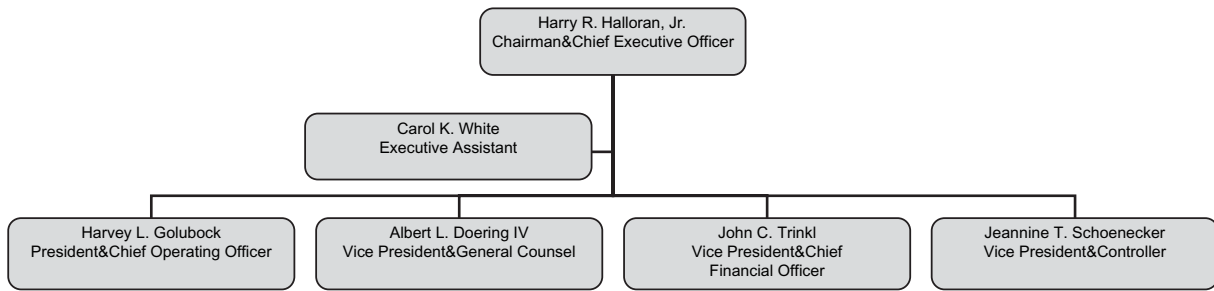 Harry R. Halloran, Jr.
Chairman&Chief Executive Officer
Carol K. White
Executive Assistant
Harvey L. Golubock
President&Chief Operating Officer
Albert L. Doering IV
Vice President&General Counsel
John C. Trinkl
Vice President&Chief
Financial Officer
Jeannine T. Schoenecker
Vice President&Controller